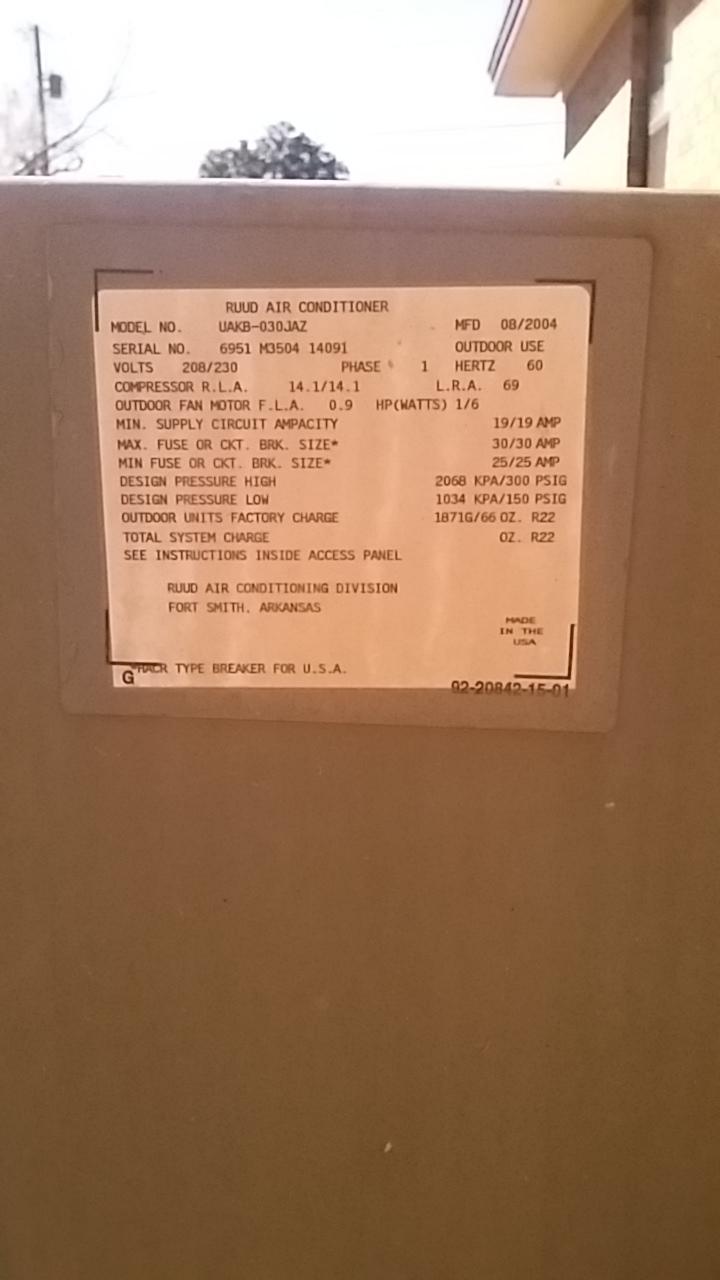 RUUD AIR CONDITIONER
MODEL NO. UAKB-030JAZ MFD 08/2004
SERIAL NO. 6951 M3504 14091 OUTDOOR USE
VOLTS 208/230 PHASE 1 HERTZ 60
COMPRESSOR R.L.A. 14.1/14.1 L.R.A. 69
OUTDOOR FAN MOTOR F.L.A. 0.9 HP(WATTS) 1/6
MIN. SUPPLY CIRCUIT AMPACITY 19/19 AMP
MAX. FUSE OR CKT. BRK. SIZE* 30/30 AMP
MIN FUSE OR CKT. BRK. SIZE* 25/25 AMP
DESIGN PRESSURE HIGH 2068 KPA/300 PSIG
DESIGN PRESSURE LOW 1034 KPA/150 PSIG
OUTDOOR UNITS FACTORY CHARGE 1871G/66 OZ. R22
TOTAL SYSTEM CHARGE OZ. R22
SEE INSTRUCTIONS INSIDE ACCESS PANEL
RUUD AIR CONDITIONING DIVISION
FORT SMITH, ARKANSAS
MADE
IN THE
USA
*HACR TYPE BREAKER FOR U.S.A.
G 92-20842-15-01